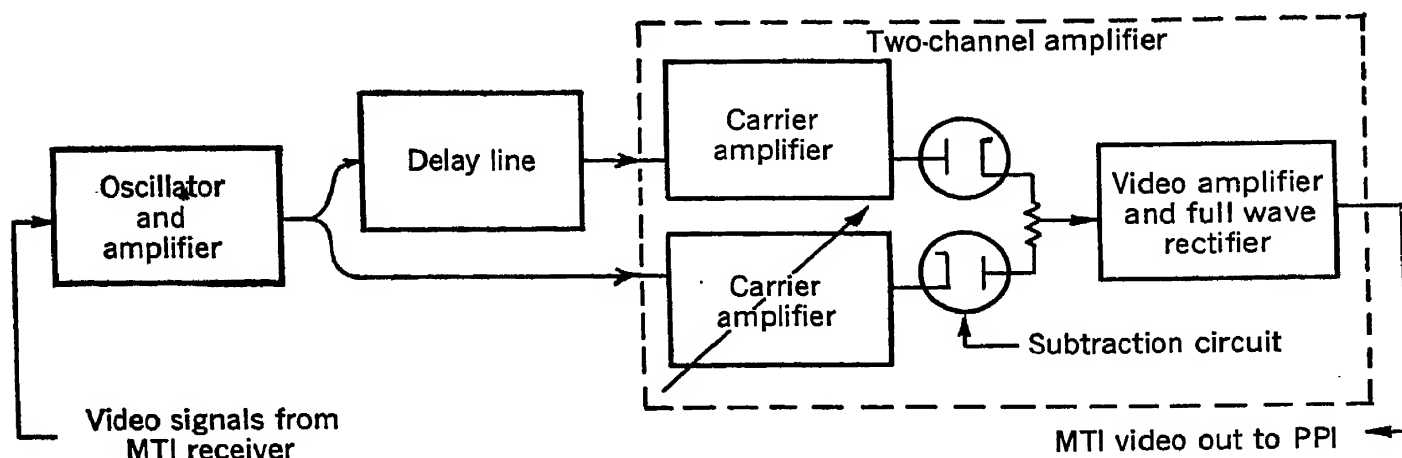 Two-channel amplifier
Oscillator
and
amplifier
Delay line
Carrier
amplifier
Carrier
amplifier
Video amplifier
and full wave
rectifier
Subtraction circuit
Video signals from
MTI receiver
MTI video out to PPI